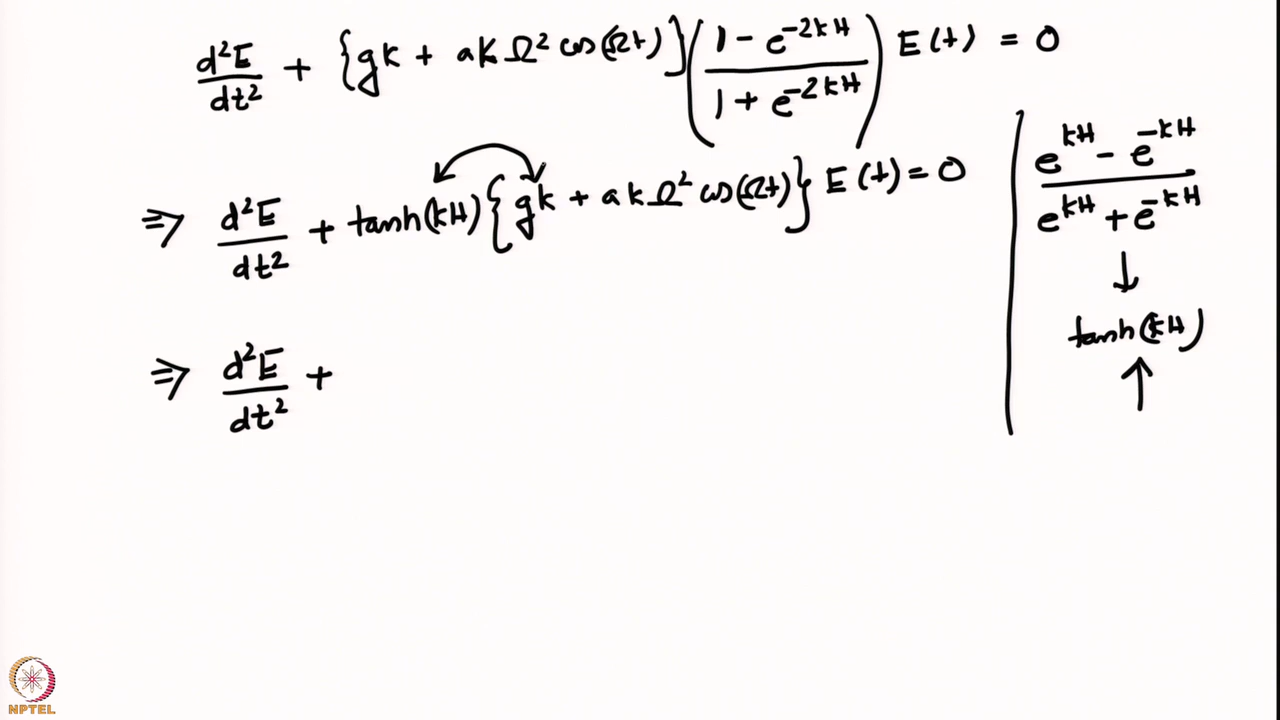 d²E/dt² + {gk + akΩ² cos(Ωt)} ((1 - e^{-2kH})/(1 + e^{-2kH})) E(t) = 0
⇒ d²E/dt² + tanh(kH) {gk + akΩ² cos(Ωt)} E(t) = 0
(e^{kH} - e^{-kH})/(e^{kH} + e^{-kH})
↓
tanh(kH)
↑
⇒ d²E/dt² +
NPTEL